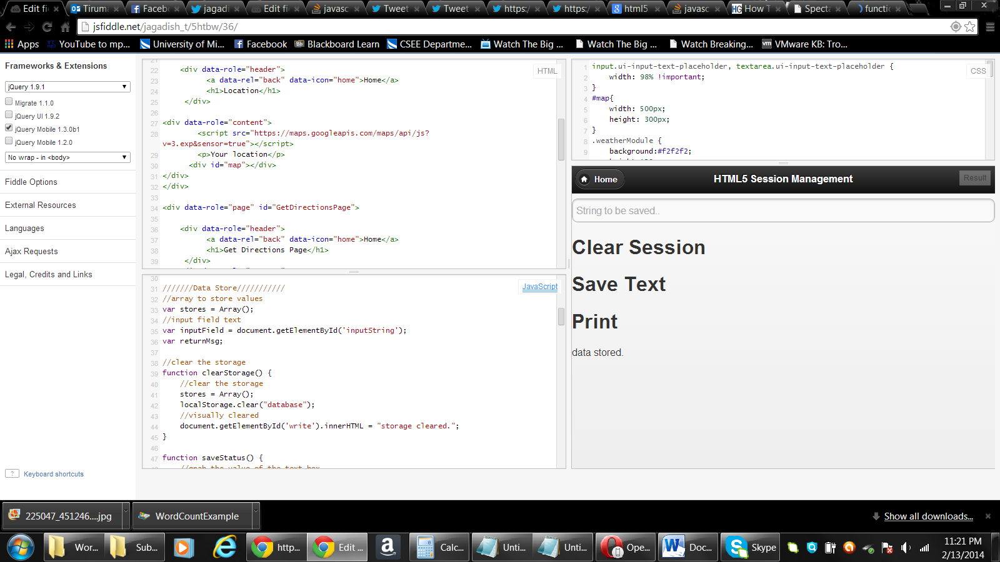 Edit fi
Tirum
Faceb
jagadi
Edit fi
javasc
Tweet
Tweet
https:/
https:/
html5
javasc
HG How T
Specta
functio
jsfiddle.net/jagadish_t/5htbw/36/
Apps
YouTube to mp...
University of Mi...
Facebook
Bb Blackboard Learn
CSEE Departme...
Watch The Big ...
Watch The Big ...
Watch Breaking...
vm VMware KB: Tro...
Frameworks & Extensions
jQuery 1.9.1
Migrate 1.1.0
jQuery UI 1.9.2
jQuery Mobile 1.3.0b1
jQuery Mobile 1.2.0
No wrap - in <body>
Fiddle Options
External Resources
Languages
Ajax Requests
Legal, Credits and Links
? Keyboard shortcuts
HTML
21
22 <div data-role="header">
23 <a data-rel="back" data-icon="home">Home</a>
24 <h1>Location</h1>
25 </div>
26
27 <div data-role="content">
28 <script src="https://maps.googleapis.com/maps/api/js?
v=3.exp&sensor=true"></script>
29 <p>Your location</p>
30 <div id="map"></div>
31 </div>
32 </div>
33
34 <div data-role="page" id="GetDirectionsPage">
35
36 <div data-role="header">
37 <a data-rel="back" data-icon="home">Home</a>
38 <h1>Get Directions Page</h1>
39 </div>
JavaScript
30
31 ///////Data Store///////////
32 //array to store values
33 var stores = Array();
34 //input field text
35 var inputField = document.getElementById('inputString');
36 var returnMsg;
37
38 //clear the storage
39 function clearStorage() {
40 //clear the storage
41 stores = Array();
42 localStorage.clear("database");
43 //visually cleared
44 document.getElementById('write').innerHTML = "storage cleared.";
45 }
46
47 function saveStatus() {
//grab the value of the text box
CSS
1 input.ui-input-text-placeholder, textarea.ui-input-text-placeholder {
2 width: 98% !important;
3 }
4 #map{
5 width: 500px;
6 height: 300px;
7 }
8 .weatherModule {
9 background:#f2f2f2;
Home
HTML5 Session Management
Result
String to be saved..
Clear Session
Save Text
Print
data stored.
225047_451246....jpg
WordCountExample
Show all downloads...
Wor...
Sub...
http...
Edit ...
Calc...
Unti...
Unti...
Ope...
Doc...
Skype
11:21 PM
2/13/2014